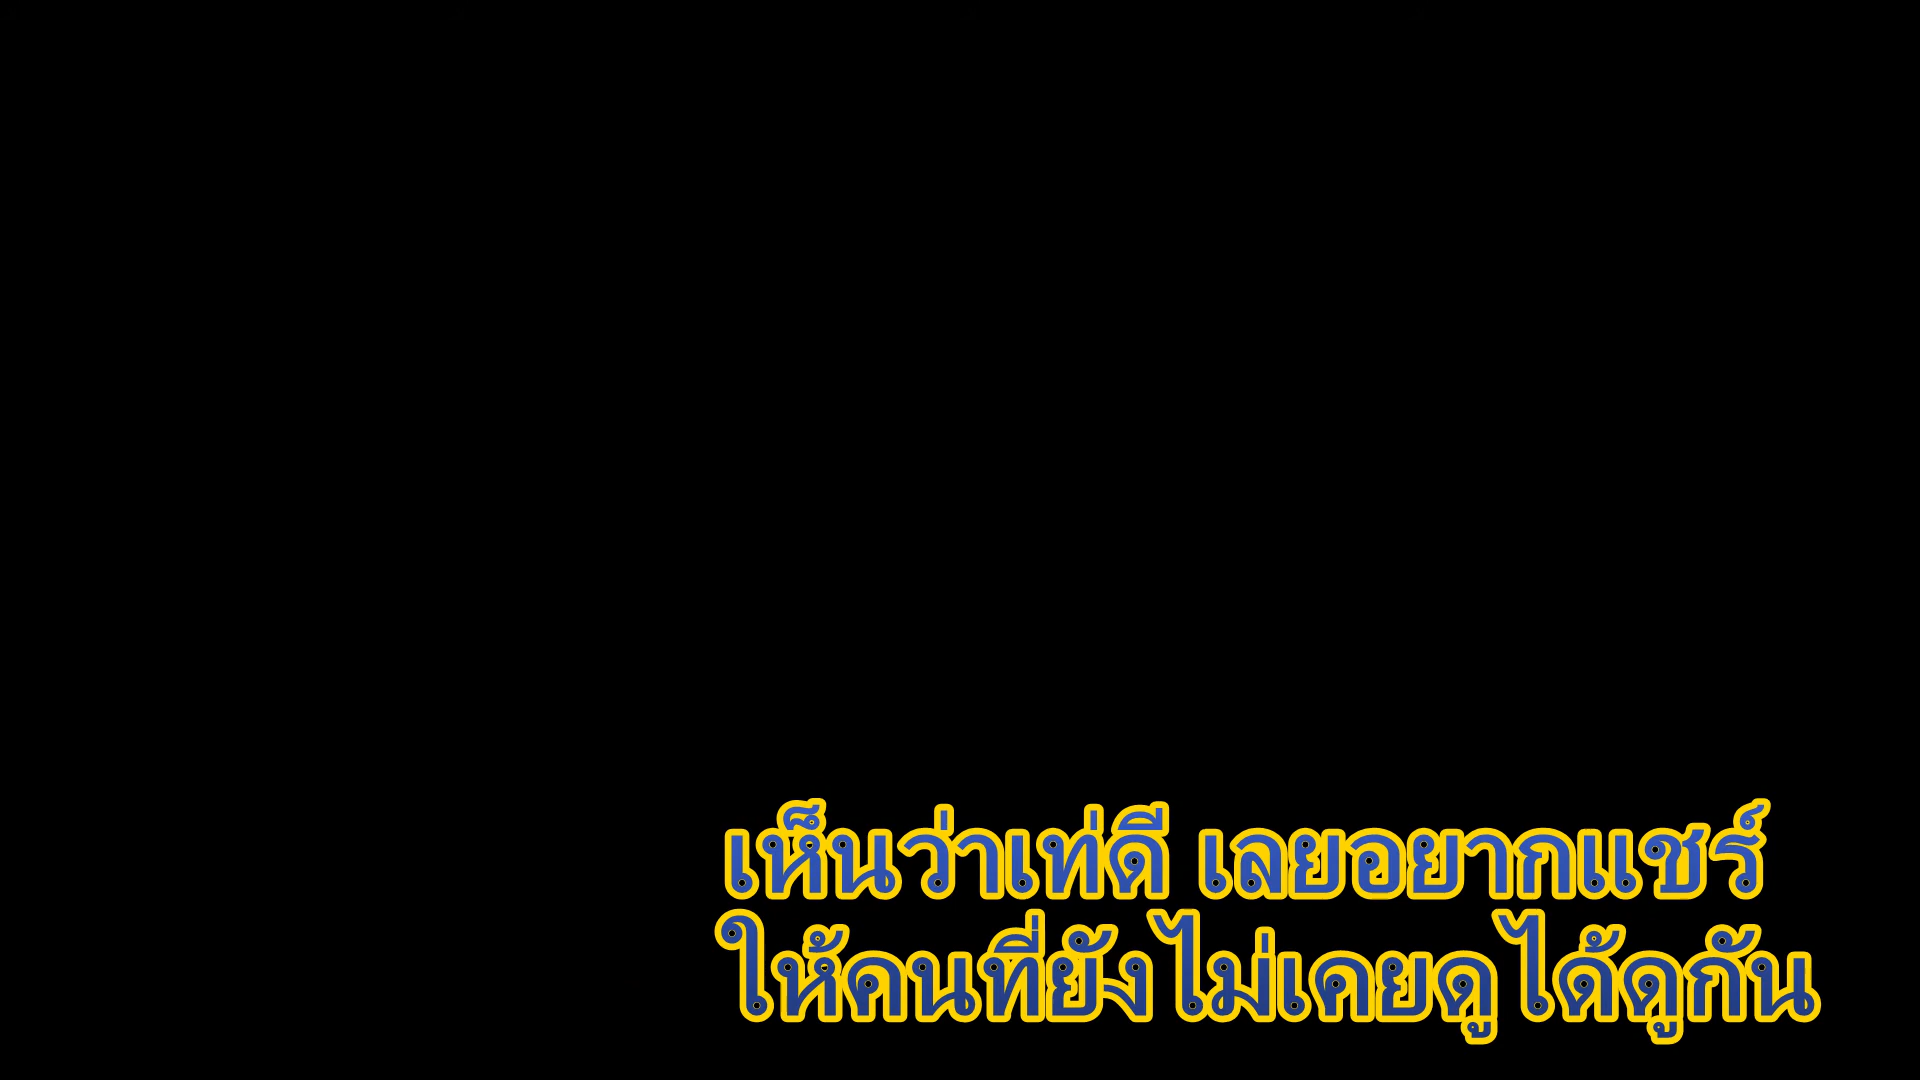 เห็นว่าเท่ดี เลยอยากแชร์
ให้คนที่ยังไม่เคยดู ได้ดูกัน